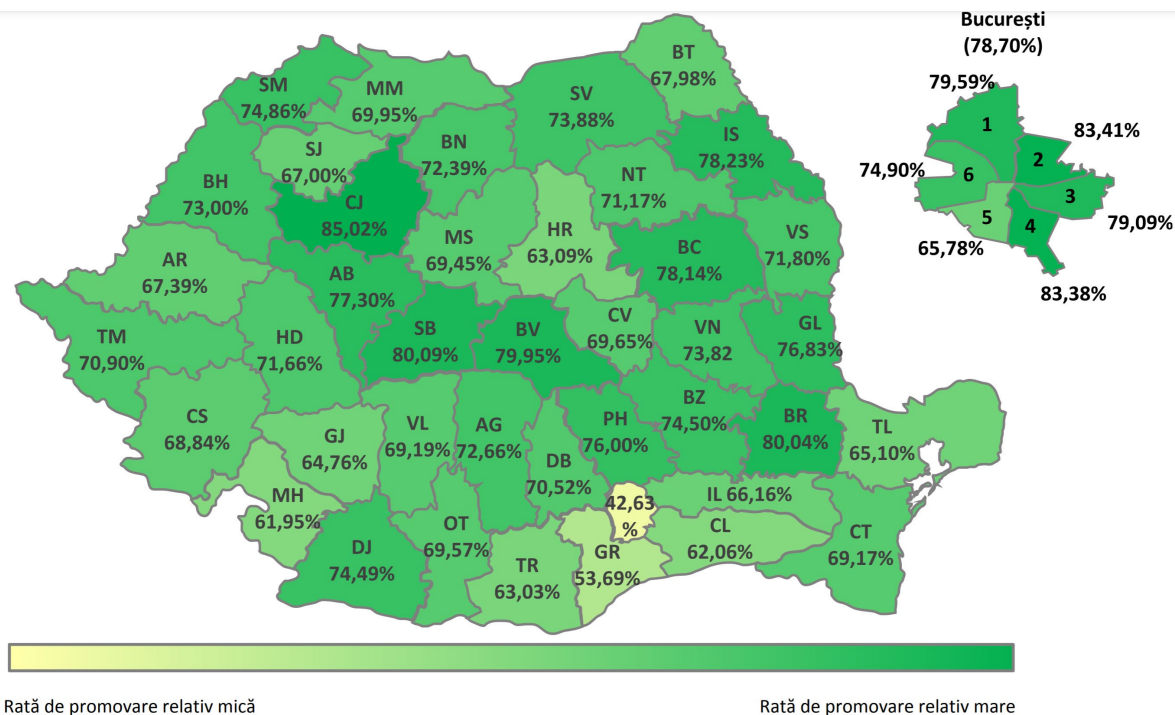 București
(78,70%)
79,59%
1
83,41%
2
74,90%
6
3
5
4
79,09%
65,78%
83,38%
BT
67,98%
SM
74,86%
MM
69,95%
SV
73,88%
IS
78,23%
SJ
67,00%
BN
72,39%
NT
71,17%
BH
73,00%
CJ
85,02%
MS
69,45%
HR
63,09%
BC
78,14%
VS
71,80%
AR
67,39%
AB
77,30%
TM
70,90%
HD
71,66%
SB
80,09%
BV
79,95%
CV
69,65%
VN
73,82
GL
76,83%
CS
68,84%
GJ
64,76%
VL
69,19%
AG
72,66%
DB
70,52%
PH
76,00%
BZ
74,50%
BR
80,04%
TL
65,10%
MH
61,95%
DJ
74,49%
OT
69,57%
TR
63,03%
42,63
%
GR
53,69%
IL 66,16%
CL
62,06%
CT
69,17%
Rată de promovare relativ mică
Rată de promovare relativ mare